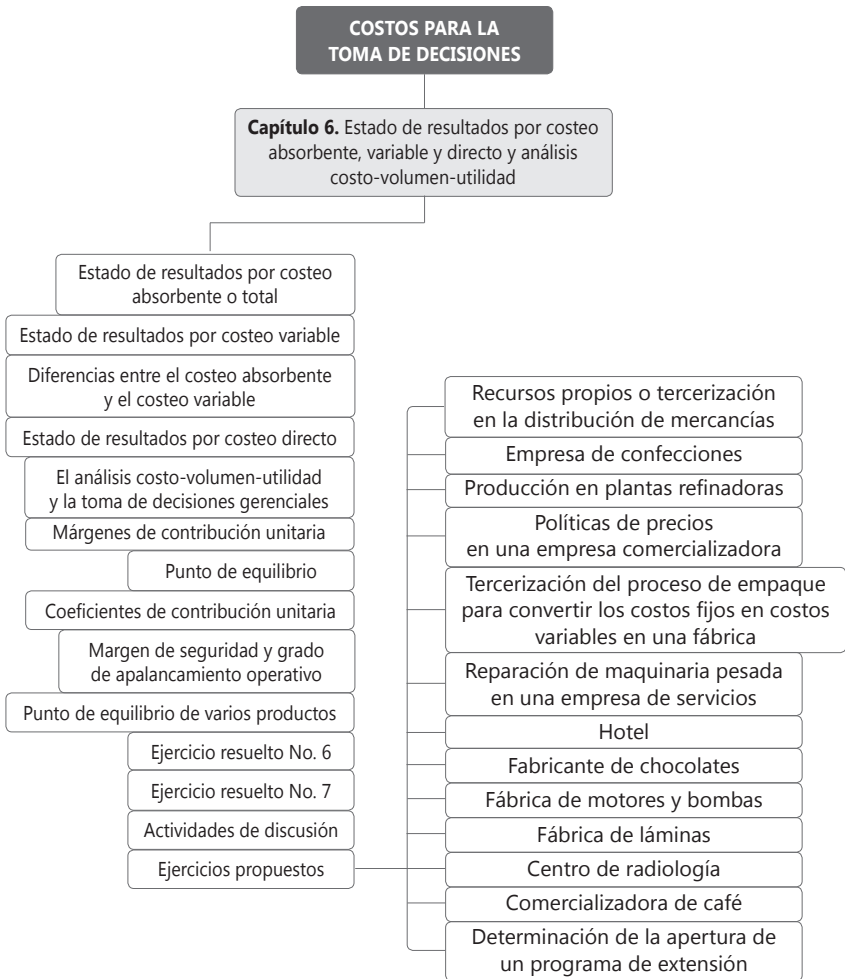 COSTOS PARA LA
TOMA DE DECISIONES
Capítulo 6. Estado de resultados por costeo
absorbente, variable y directo y análisis
costo-volumen-utilidad
Estado de resultados por costeo
absorbente o total
Estado de resultados por costeo variable
Diferencias entre el costeo absorbente
y el costeo variable
Estado de resultados por costeo directo
El análisis costo-volumen-utilidad
y la toma de decisiones gerenciales
Márgenes de contribución unitaria
Punto de equilibrio
Coeficientes de contribución unitaria
Margen de seguridad y grado
de apalancamiento operativo
Punto de equilibrio de varios productos
Ejercicio resuelto No. 6
Ejercicio resuelto No. 7
Actividades de discusión
Ejercicios propuestos
Recursos propios o tercerización
en la distribución de mercancías
Empresa de confecciones
Producción en plantas refinadoras
Políticas de precios
en una empresa comercializadora
Tercerización del proceso de empaque
para convertir los costos fijos en costos
variables en una fábrica
Reparación de maquinaria pesada
en una empresa de servicios
Hotel
Fabricante de chocolates
Fábrica de motores y bombas
Fábrica de láminas
Centro de radiología
Comercializadora de café
Determinación de la apertura de
un programa de extensión